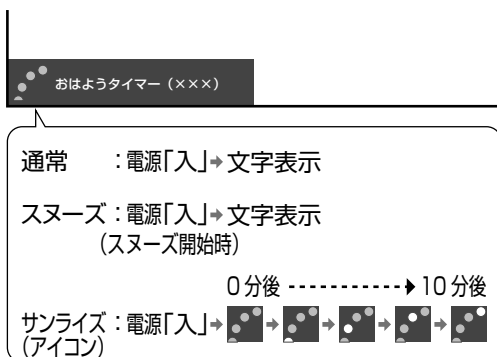 おはようタイマー（×××）
通常　：電源「入」→文字表示
スヌーズ：電源「入」→文字表示
（スヌーズ開始時）
0分後 ------------→ 10分後
サンライズ：電源「入」→ → → → →
（アイコン）